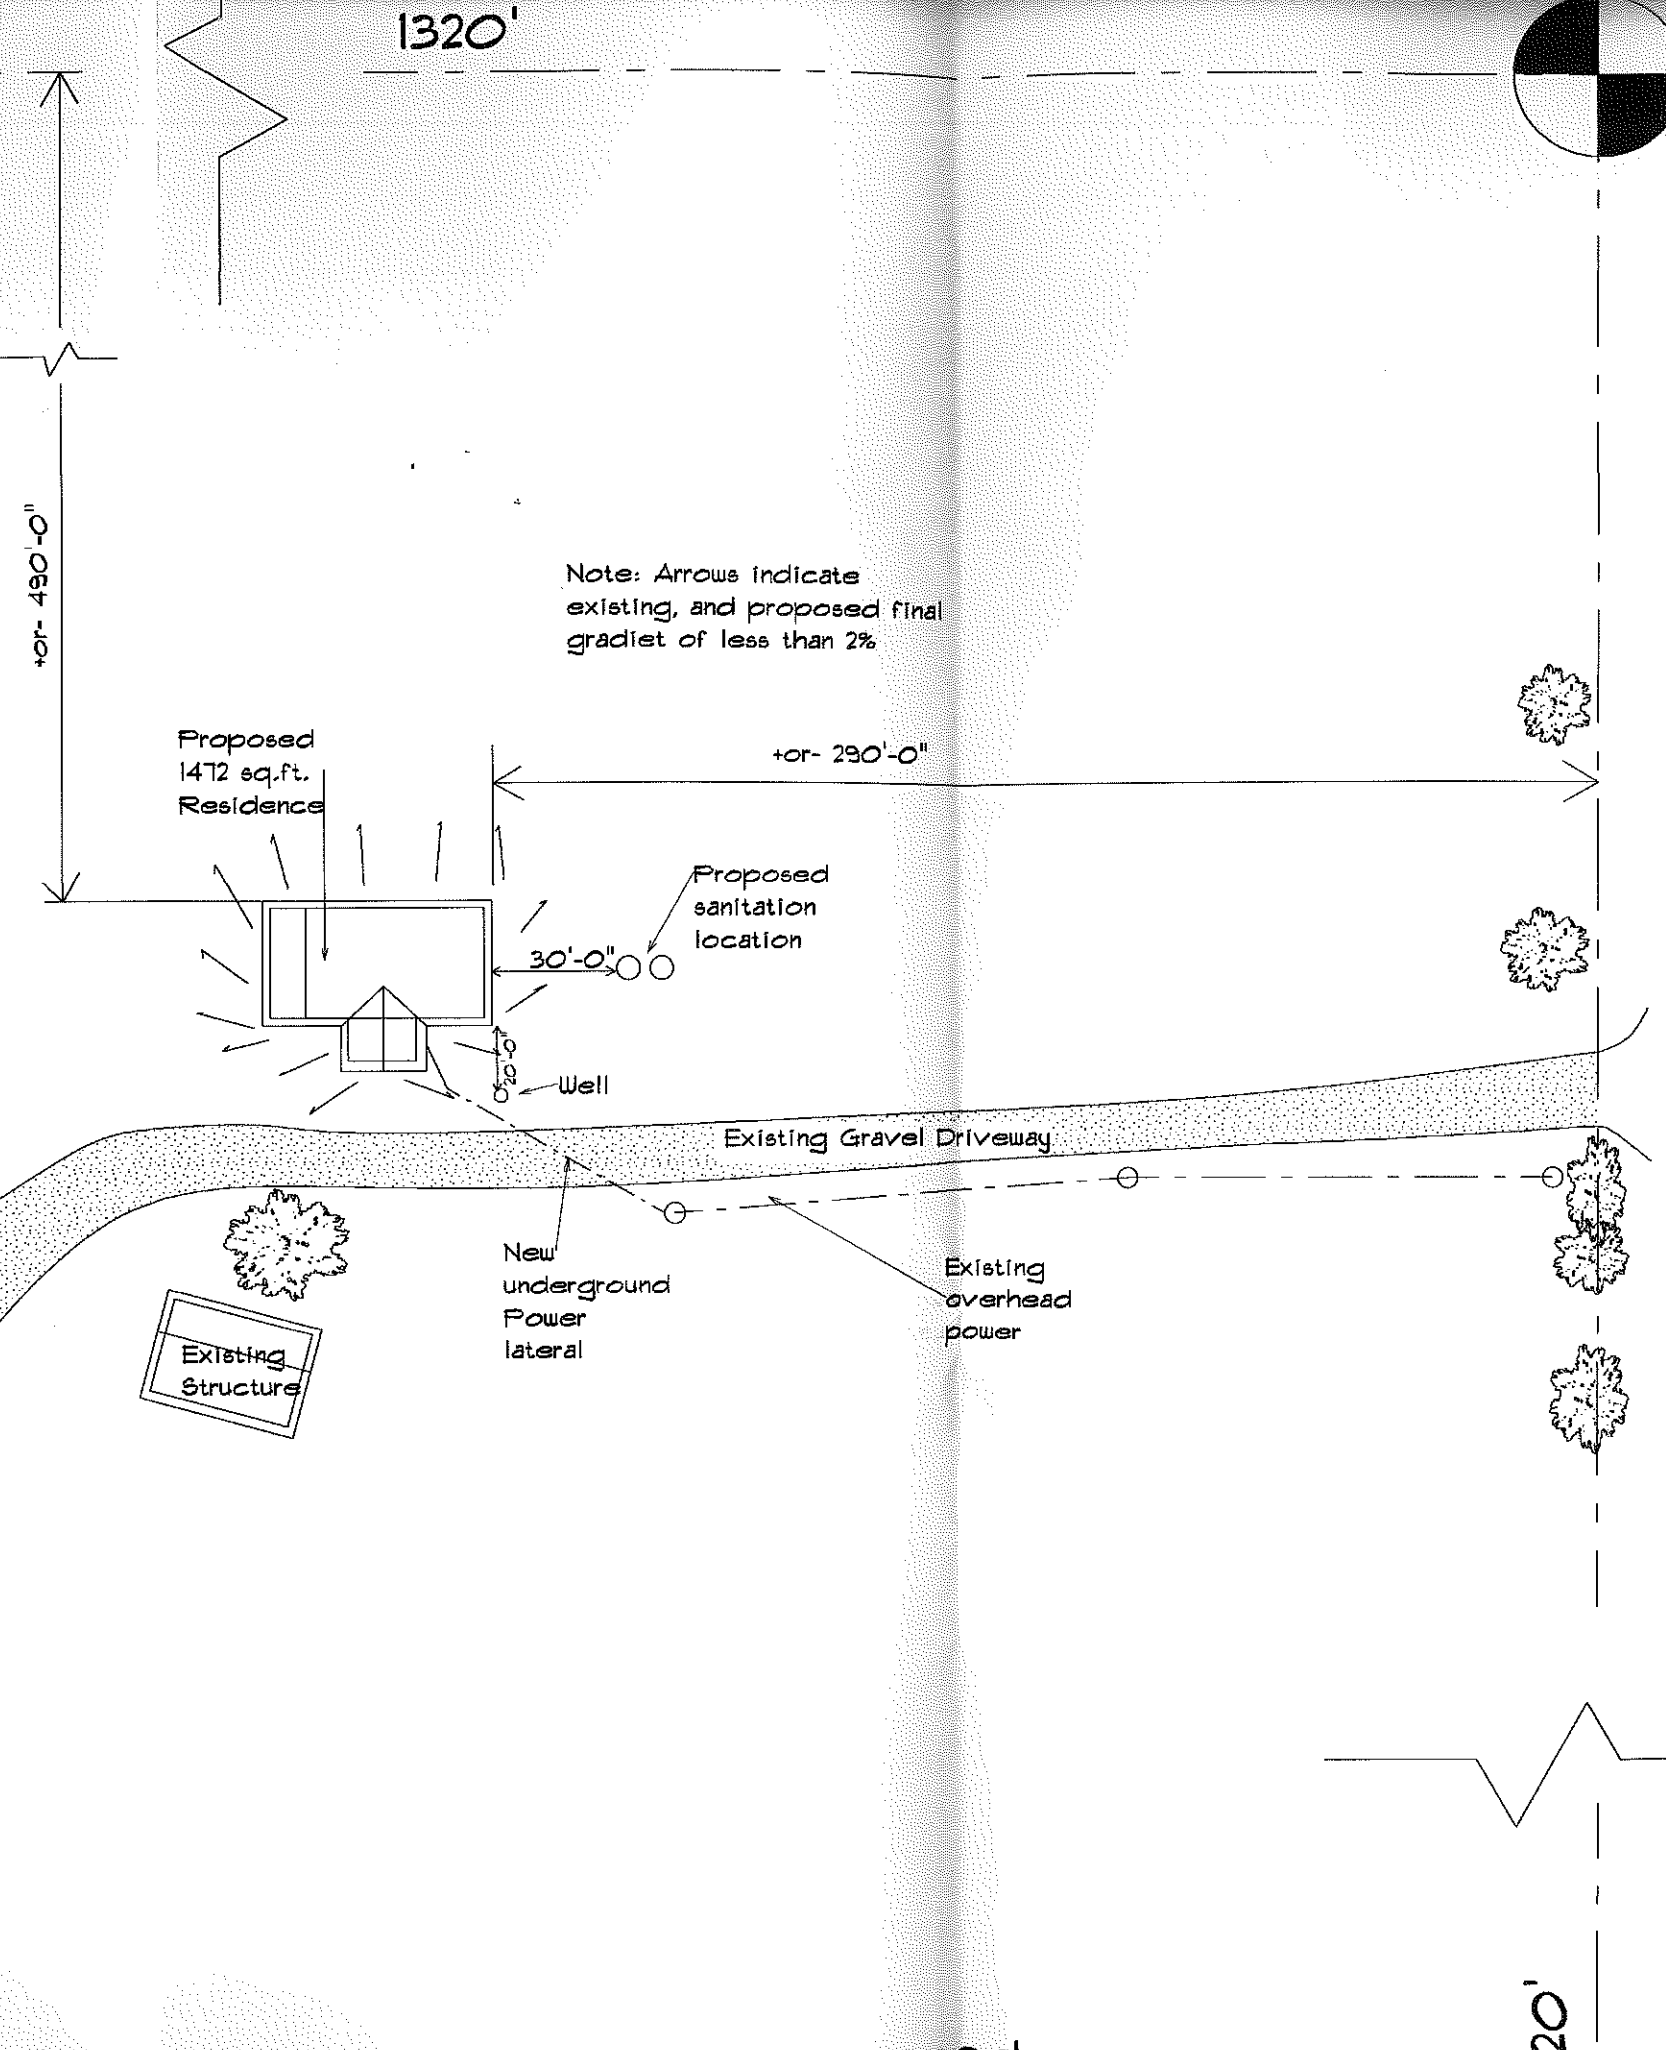 1320'
+or- 490'-0"
Note: Arrows indicate
existing, and proposed final
gradiet of less than 2%
Proposed
1472 sq.ft.
Residence
+or- 290'-0"
Proposed
sanitation
location
30'-0"
20'-0"
Well
Existing Gravel Driveway
New
underground
Power
lateral
Existing
overhead
power
Existing
Structure
20'